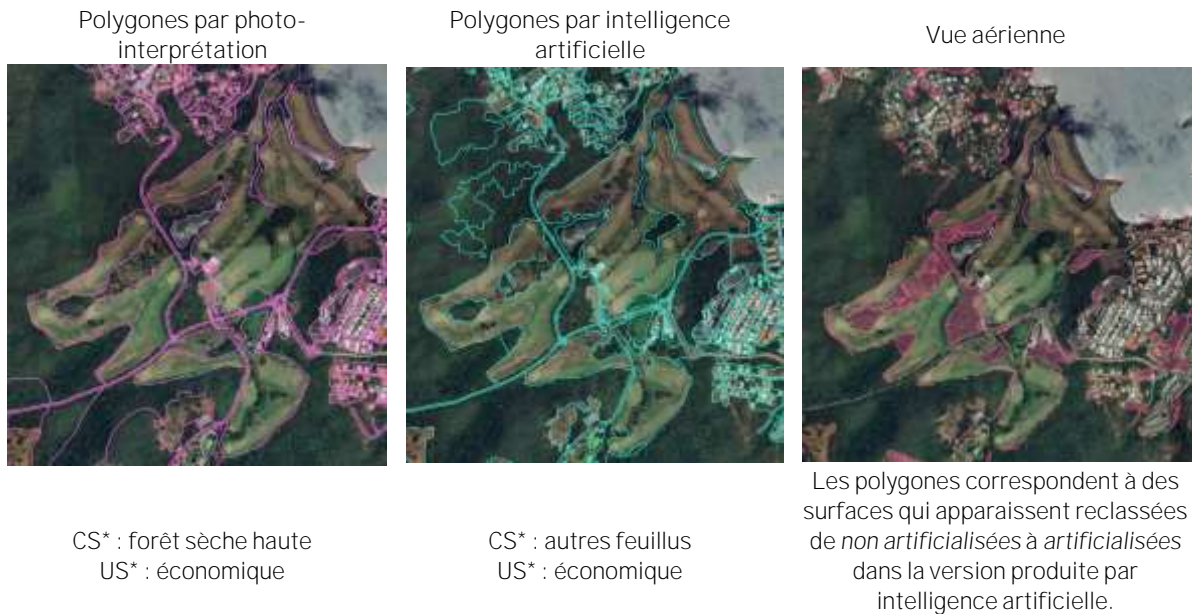 Polygones par photo-
interprétation
Polygones par intelligence
artificielle
Vue aérienne
CS* : forêt sèche haute
US* : économique
CS* : autres feuillus
US* : économique
Les polygones correspondent à des
surfaces qui apparaissent reclassées
de non artificialisées à artificialisées
dans la version produite par
intelligence artificielle.